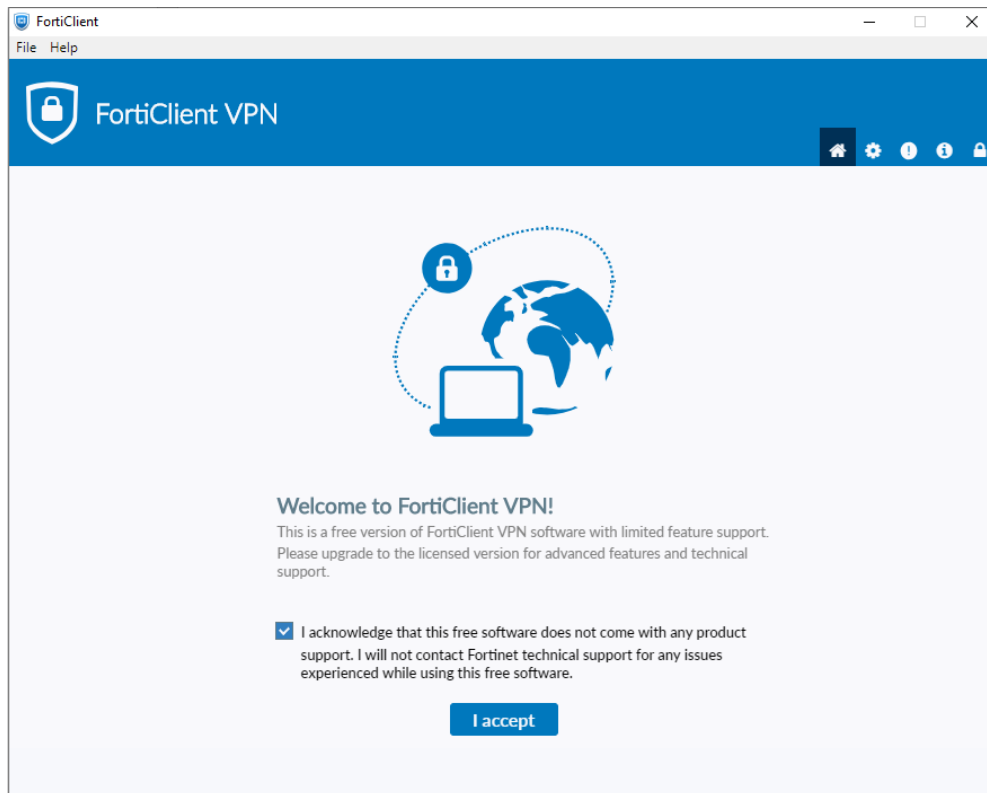 FortiClient
File Help
FortiClient VPN
Welcome to FortiClient VPN!
This is a free version of FortiClient VPN software with limited feature support.
Please upgrade to the licensed version for advanced features and technical
support.
I acknowledge that this free software does not come with any product
support. I will not contact Fortinet technical support for any issues
experienced while using this free software.
I accept